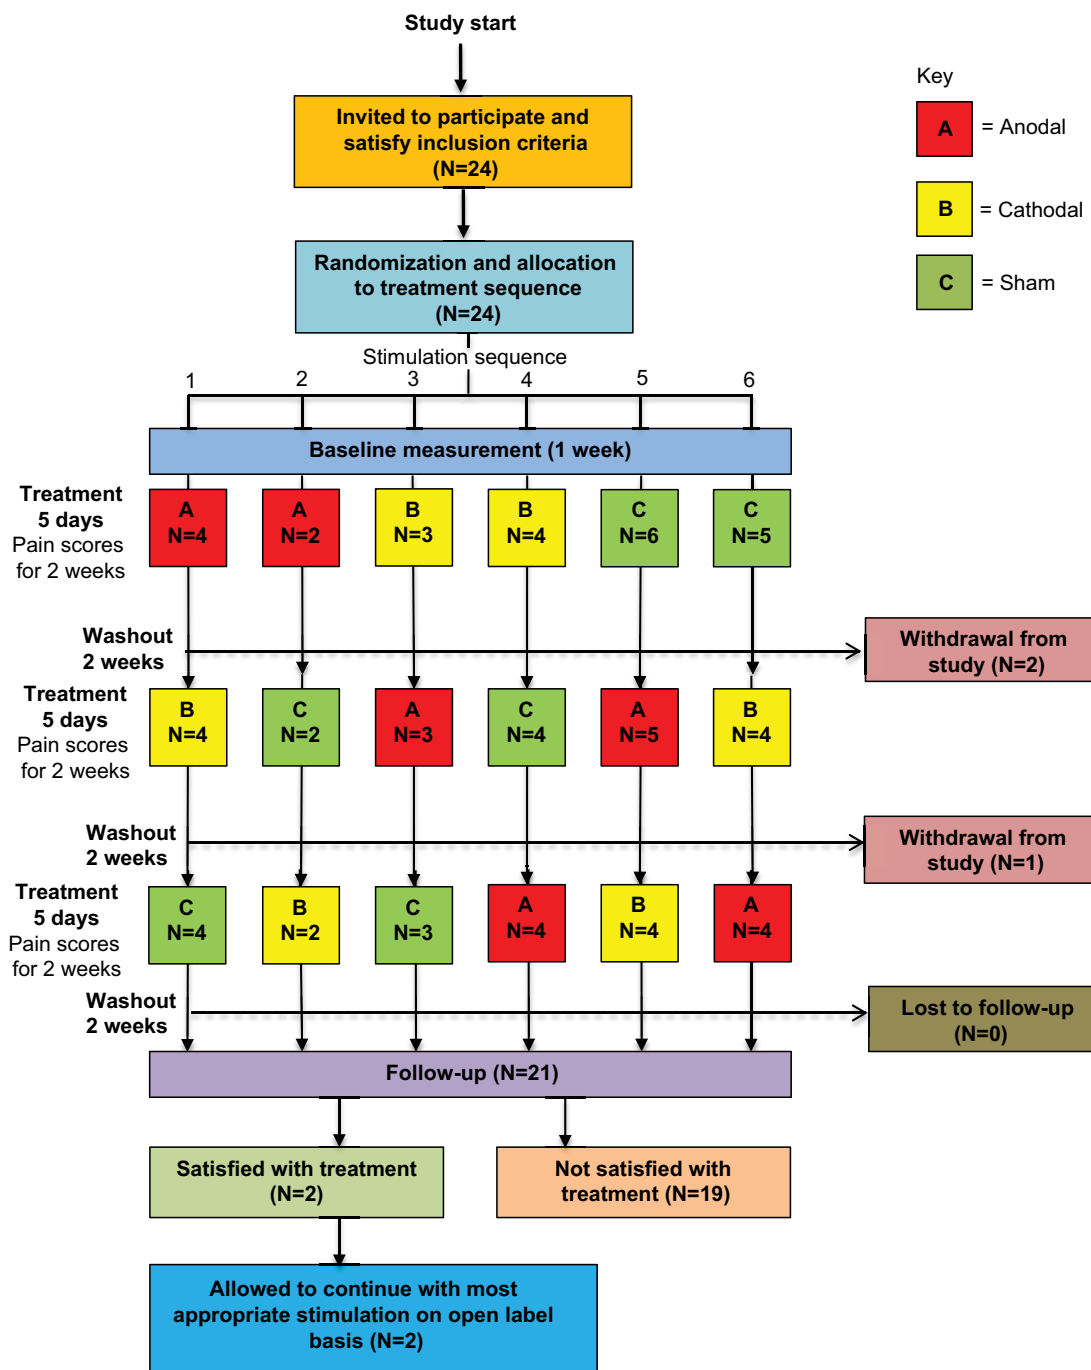 Study start
Key
Invited to participate and
satisfy inclusion criteria
(N=24)
A = Anodal
B = Cathodal
C = Sham
Randomization and allocation
to treatment sequence
(N=24)
Stimulation sequence
1 2 3 4 5 6
Baseline measurement (1 week)
Treatment
5 days
Pain scores
for 2 weeks
A A B B C C
N=4 N=2 N=3 N=4 N=6 N=5
Washout
2 weeks
Withdrawal from
study (N=2)
Treatment
5 days
Pain scores
for 2 weeks
B C A C A B
N=4 N=2 N=3 N=4 N=5 N=4
Washout
2 weeks
Withdrawal from
study (N=1)
Treatment
5 days
Pain scores
for 2 weeks
C B C A B A
N=4 N=2 N=3 N=4 N=4 N=4
Washout
2 weeks
Lost to follow-up
(N=0)
Follow-up (N=21)
Satisfied with treatment
(N=2)
Not satisfied with
treatment (N=19)
Allowed to continue with most
appropriate stimulation on open label
basis (N=2)